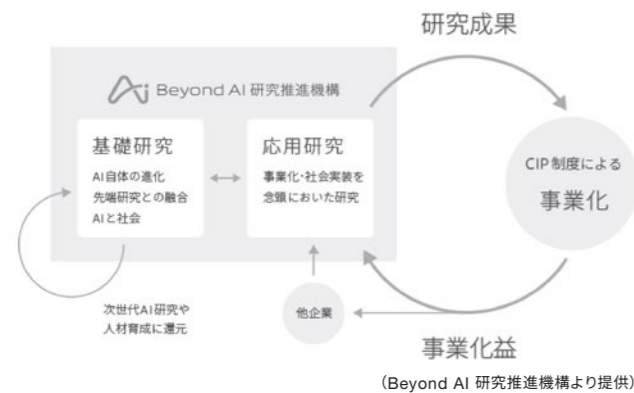 研究成果
Beyond AI 研究推進機構
基礎研究
AI自体の進化
先端研究との融合
AIと社会
応用研究
事業化・社会実装を
念頭においた研究
CIP制度による
事業化
次世代AI研究や
人材育成に還元
他企業
事業化益
（Beyond AI 研究推進機構より提供）